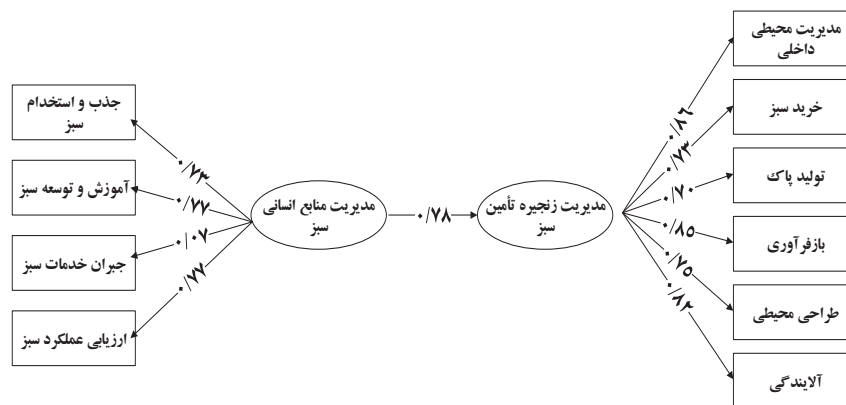 مدیریت محیطی
داخلی
خرید سبز
تولید پاک
بازفرآوری
طراحی محیطی
آلایندگی
۰/۸۶
۰/۷۳
۰/۷۰
۰/۸۵
۰/۷۵
۰/۸۲
مدیریت زنجیره تأمین
سبز
۰/۷۸
مدیریت منابع انسانی
سبز
۰/۷۳
۰/۷۷
۰/۰۷
۰/۷۷
جذب و استخدام
سبز
آموزش و توسعه سبز
جبران خدمات سبز
ارزیابی عملکرد سبز